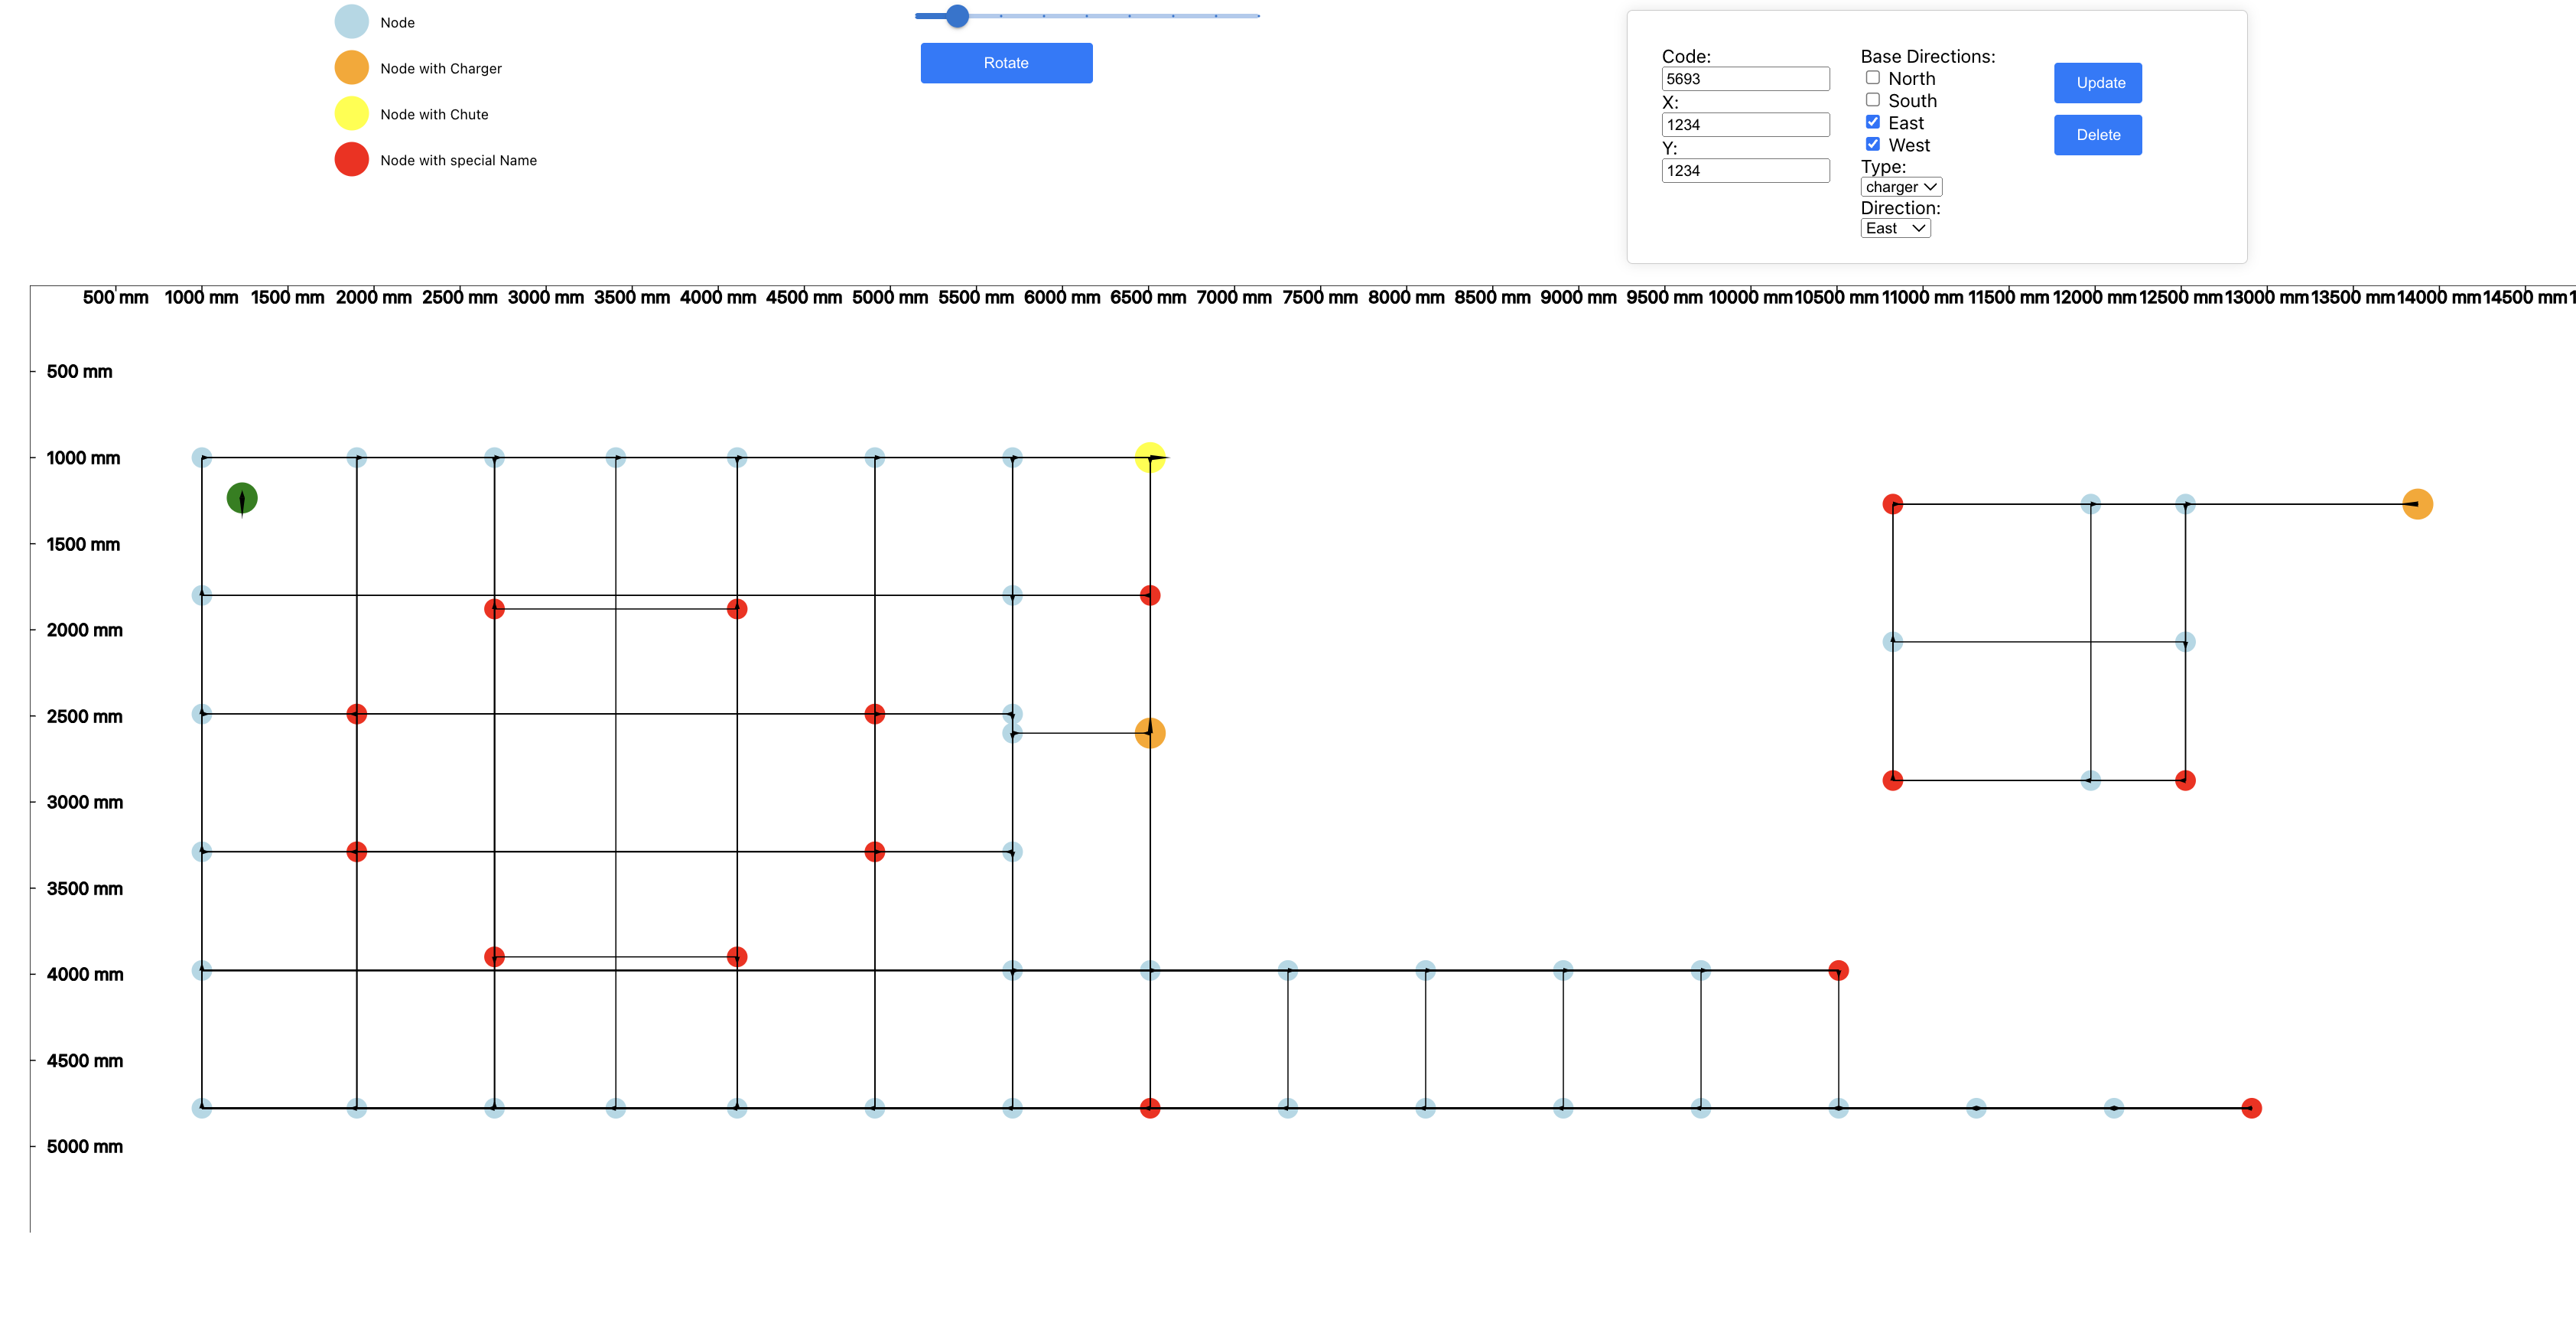 Node
Node with Charger
Node with Chute
Node with special Name
Rotate
Code:
5693
X:
1234
Y:
1234
Base Directions:
North
South
East
West
Type:
charger
Direction:
East
Update
Delete
500 mm 1000 mm 1500 mm 2000 mm 2500 mm 3000 mm 3500 mm 4000 mm 4500 mm 5000 mm 5500 mm 6000 mm 6500 mm 7000 mm 7500 mm 8000 mm 8500 mm 9000 mm 9500 mm 10000 mm 10500 mm 11000 mm 11500 mm 12000 mm 12500 mm 13000 mm 13500 mm 14000 mm 14500 mm
500 mm
1000 mm
1500 mm
2000 mm
2500 mm
3000 mm
3500 mm
4000 mm
4500 mm
5000 mm